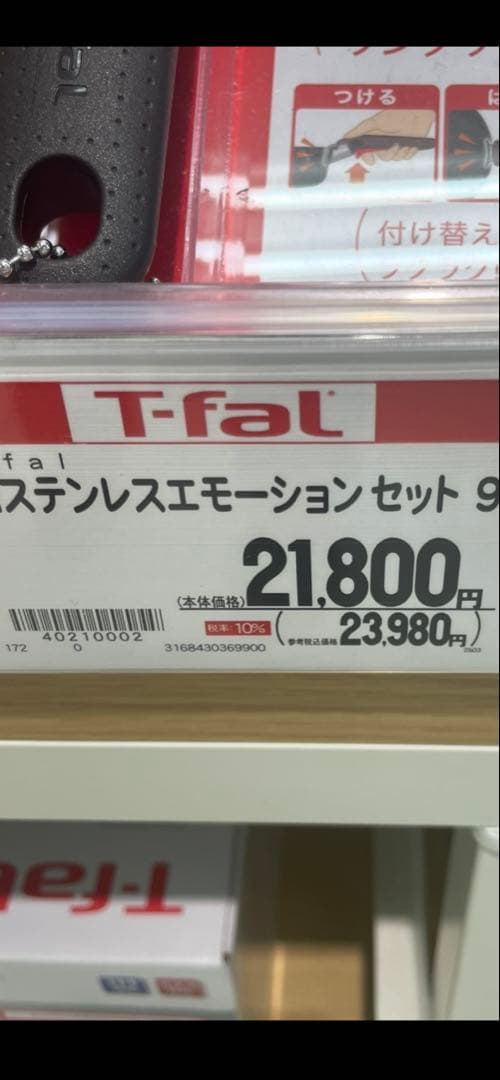 つける
付け替え
T-fal
fal
ステンレスエモーション セット 9
(本体価格) 21,800円
税率:10% (参考税込価格 23,980円)
40210002
172 0 3168430369900
T-fal